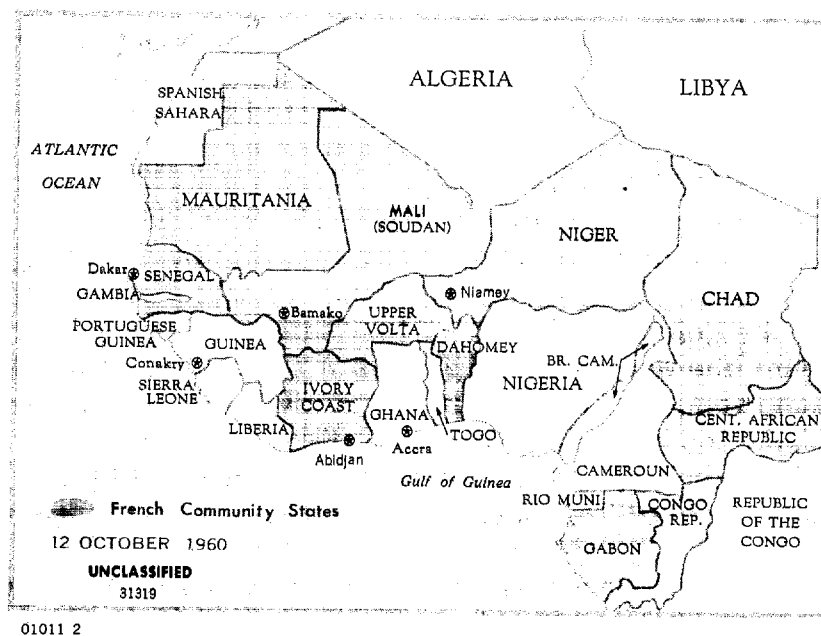 ALGERIA
LIBYA
SPANISH
SAHARA
ATLANTIC
OCEAN
MAURITANIA
MALI
(SOUDAN)
NIGER
CHAD
Dakar
SENEGAL
GAMBIA
Niamey
Bamako
UPPER
VOLTA
PORTUGUESE
GUINEA
GUINEA
DAHOMEY
BR. CAM.
Conakry
SIERRA
LEONE
IVORY
COAST
NIGERIA
GHANA
LIBERIA
TOGO
Accra
Abidjan
CENT. AFRICAN
REPUBLIC
Gulf of Guinea
CAMEROUN
RIO MUNI
CONGO
REP.
REPUBLIC
OF THE
CONGO
GABON
French Community States
12 OCTOBER 1960
UNCLASSIFIED
31319
01011 2